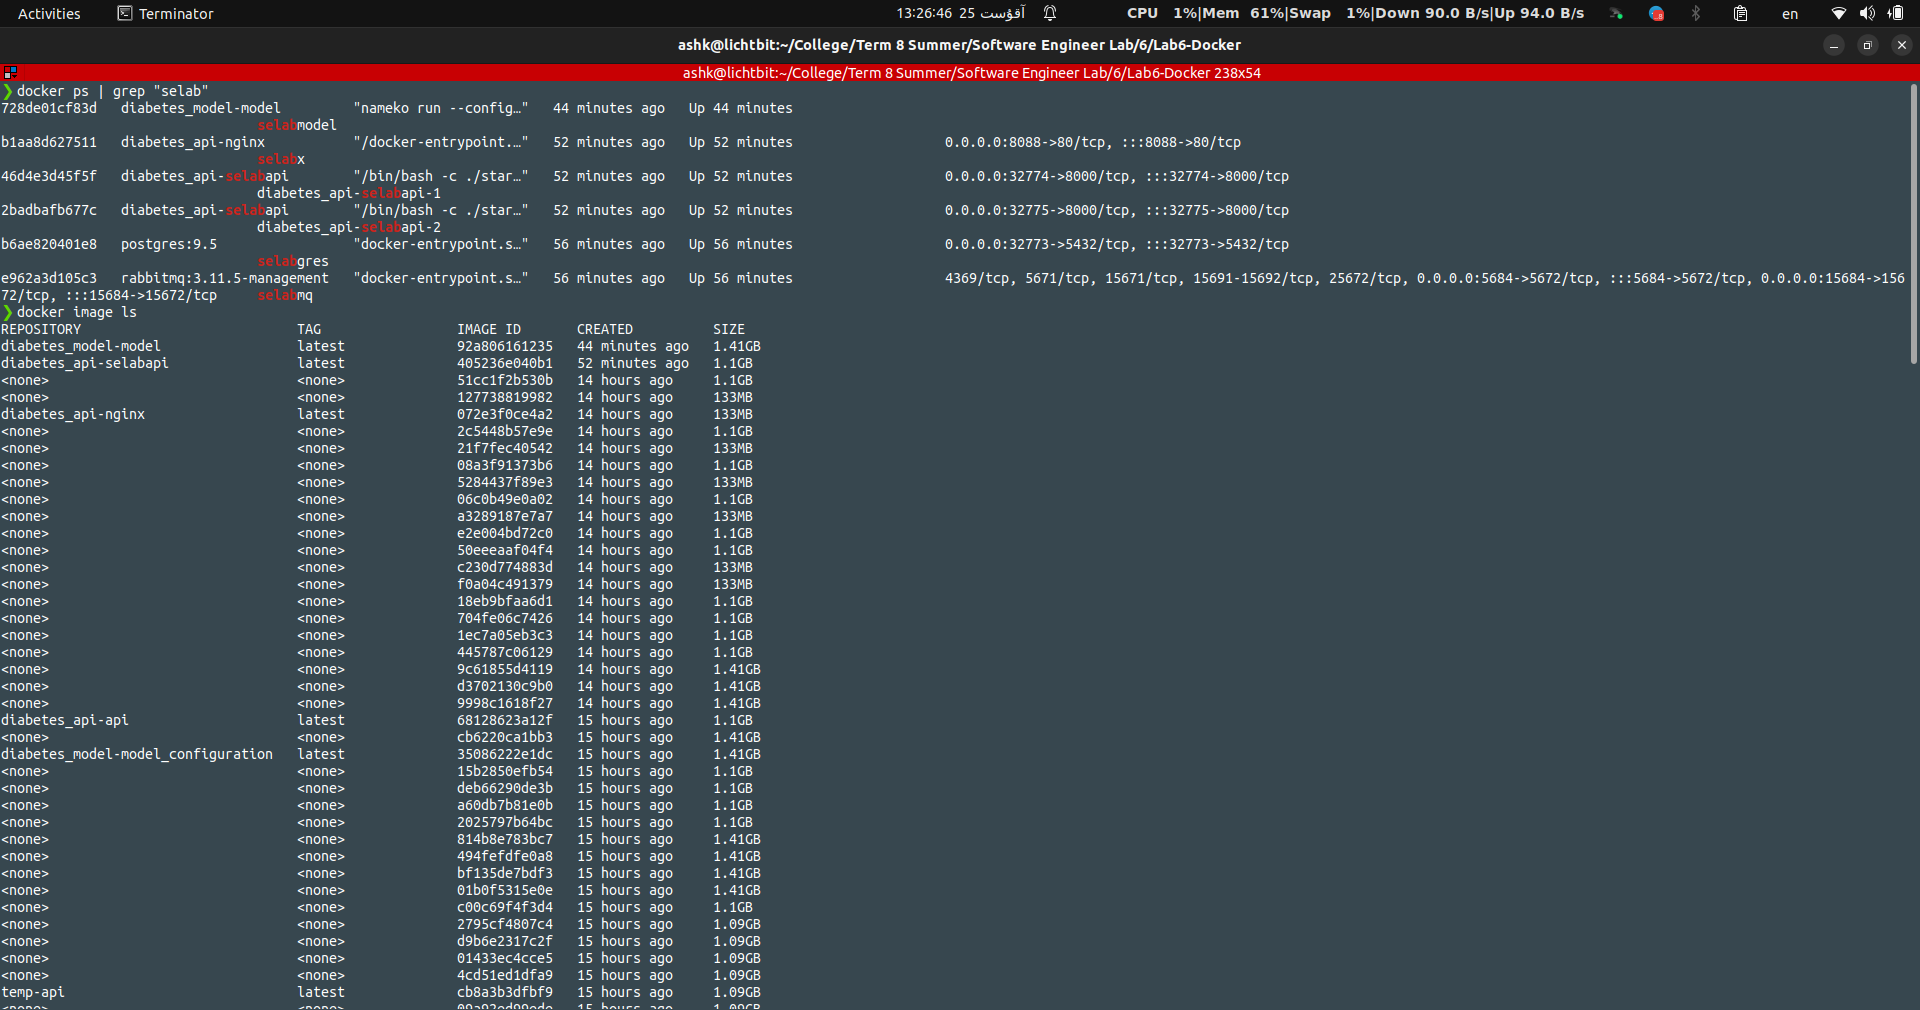 Activities Terminator 13:26:46 25 آقۇست CPU 1%|Mem 61%|Swap 1%|Down 90.0 B/s|Up 94.0 B/s en
ashk@lichtbit:~/College/Term 8 Summer/Software Engineer Lab/6/Lab6-Docker
ashk@lichtbit:~/College/Term 8 Summer/Software Engineer Lab/6/Lab6-Docker 238x54
❯ docker ps | grep "selab"
728de01cf83d diabetes_model-model "nameko run --config…" 44 minutes ago Up 44 minutes
selabmodel
b1aa8d627511 diabetes_api-nginx "/docker-entrypoint.…" 52 minutes ago Up 52 minutes 0.0.0.0:8088->80/tcp, :::8088->80/tcp
selabx
46d4e3d45f5f diabetes_api-selabapi "/bin/bash -c ./star…" 52 minutes ago Up 52 minutes 0.0.0.0:32774->8000/tcp, :::32774->8000/tcp
diabetes_api-selabapi-1
2badbafb677c diabetes_api-selabapi "/bin/bash -c ./star…" 52 minutes ago Up 52 minutes 0.0.0.0:32775->8000/tcp, :::32775->8000/tcp
diabetes_api-selabapi-2
b6ae820401e8 postgres:9.5 "docker-entrypoint.s…" 56 minutes ago Up 56 minutes 0.0.0.0:32773->5432/tcp, :::32773->5432/tcp
selabgres
e962a3d105c3 rabbitmq:3.11.5-management "docker-entrypoint.s…" 56 minutes ago Up 56 minutes 4369/tcp, 5671/tcp, 15671/tcp, 15691-15692/tcp, 25672/tcp, 0.0.0.0:5684->5672/tcp, :::5684->5672/tcp, 0.0.0.0:15684->156
72/tcp, :::15684->15672/tcp selabmq
❯ docker image ls
REPOSITORY TAG IMAGE ID CREATED SIZE
diabetes_model-model latest 92a806161235 44 minutes ago 1.41GB
diabetes_api-selabapi latest 405236e040b1 52 minutes ago 1.1GB
<none> <none> 51cc1f2b530b 14 hours ago 1.1GB
<none> <none> 127738819982 14 hours ago 133MB
diabetes_api-nginx latest 072e3f0ce4a2 14 hours ago 133MB
<none> <none> 2c5448b57e9e 14 hours ago 1.1GB
<none> <none> 21f7fec40542 14 hours ago 133MB
<none> <none> 08a3f91373b6 14 hours ago 1.1GB
<none> <none> 5284437f89e3 14 hours ago 133MB
<none> <none> 06c0b49e0a02 14 hours ago 1.1GB
<none> <none> a3289187e7a7 14 hours ago 133MB
<none> <none> e2e004bd72c0 14 hours ago 1.1GB
<none> <none> 50eeeaaf04f4 14 hours ago 1.1GB
<none> <none> c230d774883d 14 hours ago 133MB
<none> <none> f0a04c491379 14 hours ago 133MB
<none> <none> 18eb9bfaa6d1 14 hours ago 1.1GB
<none> <none> 704fe06c7426 14 hours ago 1.1GB
<none> <none> 1ec7a05eb3c3 14 hours ago 1.1GB
<none> <none> 445787c06129 14 hours ago 1.1GB
<none> <none> 9c61855d4119 14 hours ago 1.41GB
<none> <none> d3702130c9b0 14 hours ago 1.41GB
<none> <none> 9998c1618f27 14 hours ago 1.41GB
diabetes_api-api latest 68128623a12f 15 hours ago 1.1GB
<none> <none> cb6220ca1bb3 15 hours ago 1.41GB
diabetes_model-model_configuration latest 35086222e1dc 15 hours ago 1.41GB
<none> <none> 15b2850efb54 15 hours ago 1.1GB
<none> <none> deb66290de3b 15 hours ago 1.1GB
<none> <none> a60db7b81e0b 15 hours ago 1.1GB
<none> <none> 2025797b64bc 15 hours ago 1.1GB
<none> <none> 814b8e783bc7 15 hours ago 1.41GB
<none> <none> 494fefdfe0a8 15 hours ago 1.41GB
<none> <none> bf135de7bdf3 15 hours ago 1.41GB
<none> <none> 01b0f5315e0e 15 hours ago 1.41GB
<none> <none> c00c69f4f3d4 15 hours ago 1.1GB
<none> <none> 2795cf4807c4 15 hours ago 1.09GB
<none> <none> d9b6e2317c2f 15 hours ago 1.09GB
<none> <none> 01433ec4cce5 15 hours ago 1.09GB
<none> <none> 4cd51ed1dfa9 15 hours ago 1.09GB
temp-api latest cb8a3b3dfbf9 15 hours ago 1.09GB